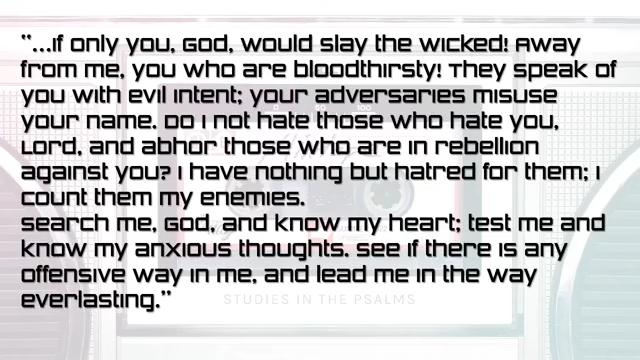 “...If only you, God, would slay the wicked! Away
from me, you who are bloodthirsty! They speak of
you with evil intent; your adversaries misuse
your name. Do I not hate those who hate you,
Lord, and abhor those who are in rebellion
against you? I have nothing but hatred for them; I
count them my enemies.
Search me, God, and know my heart; test me and
know my anxious thoughts. See if there is any
offensive way in me, and lead me in the way
everlasting.”
STUDIES IN THE PSALMS